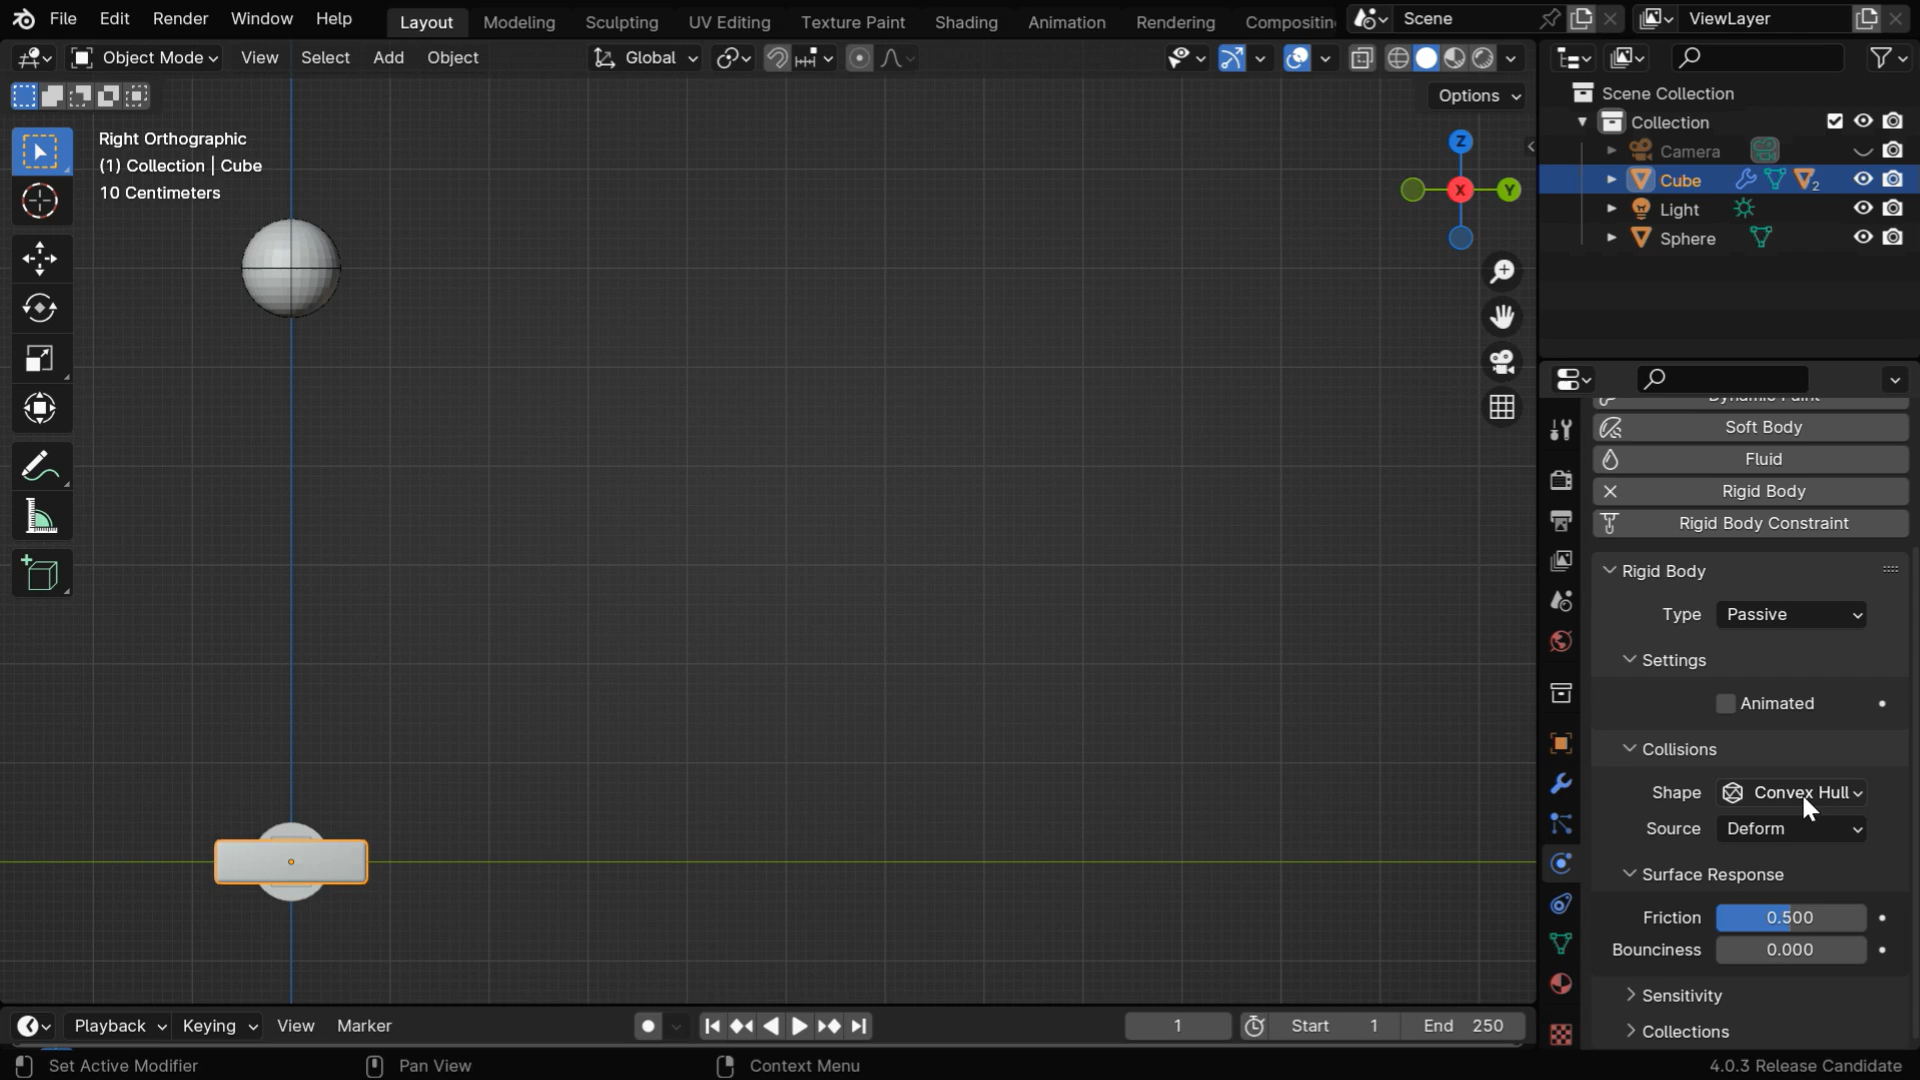 File Edit Render Window Help Layout Modeling Sculpting UV Editing Texture Paint Shading Animation Rendering Compositin Scene ViewLayer
Object Mode View Select Add Object Global
Options
Right Orthographic
(1) Collection | Cube
10 Centimeters
Z
X
Y
Scene Collection
Collection
Camera
Cube 2
Light
Sphere
Dynamic Paint
Soft Body
Fluid
Rigid Body
Rigid Body Constraint
Rigid Body
Type Passive
Settings
Animated
Collisions
Shape Convex Hull
Source Deform
Surface Response
Friction 0.500
Bounciness 0.000
Sensitivity
Collections
Playback Keying View Marker 1 Start 1 End 250
Set Active Modifier Pan View Context Menu 4.0.3 Release Candidate